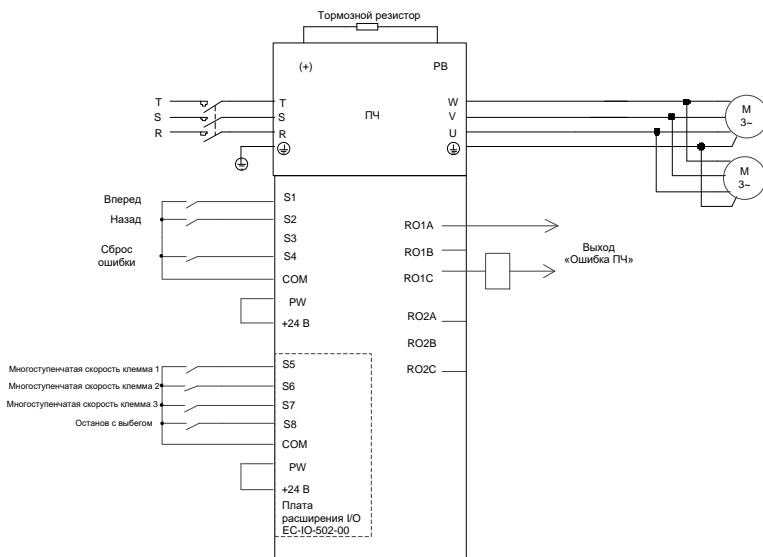 Тормозной резистор
(+)
PB
T
T
W
M
3~
S
S
ПЧ
V
R
R
U
M
3~
Вперед
S1
Назад
S2
S3
RO1A
Сброс
ошибки
S4
RO1B
Выход
«Ошибка ПЧ»
COM
RO1C
PW
+24 В
RO2A
RO2B
Многоступенчатая скорость клемма 1
S5
RO2C
Многоступенчатая скорость клемма 2
S6
Многоступенчатая скорость клемма 3
S7
Останов с выбегом
S8
COM
PW
+24 В
Плата
расширения I/O
EC-IO-502-00